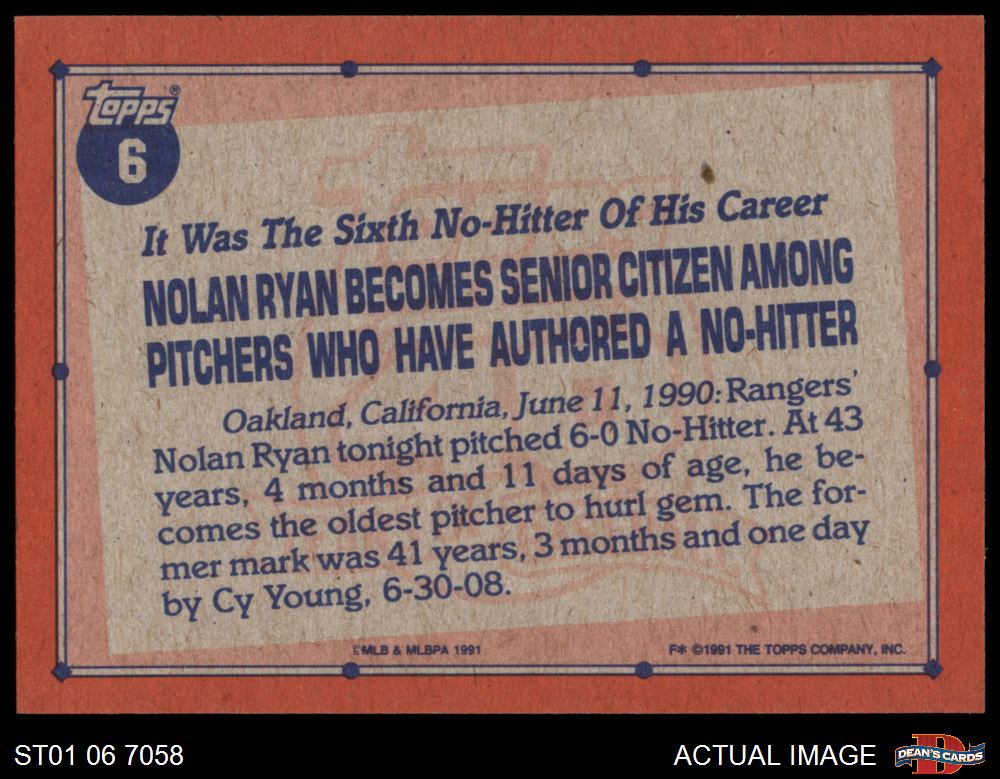 Topps®
6
It Was The Sixth No-Hitter Of His Career
NOLAN RYAN BECOMES SENIOR CITIZEN AMONG
PITCHERS WHO HAVE AUTHORED A NO-HITTER
Oakland, California, June 11, 1990: Rangers'
Nolan Ryan tonight pitched 6-0 No-Hitter. At 43
years, 4 months and 11 days of age, he be-
comes the oldest pitcher to hurl gem. The for-
mer mark was 41 years, 3 months and one day
by Cy Young, 6-30-08.
©MLB & MLBPA 1991
F* ©1991 THE TOPPS COMPANY, INC.
ST01 06 7058
ACTUAL IMAGE
D
DEAN'S CARDS